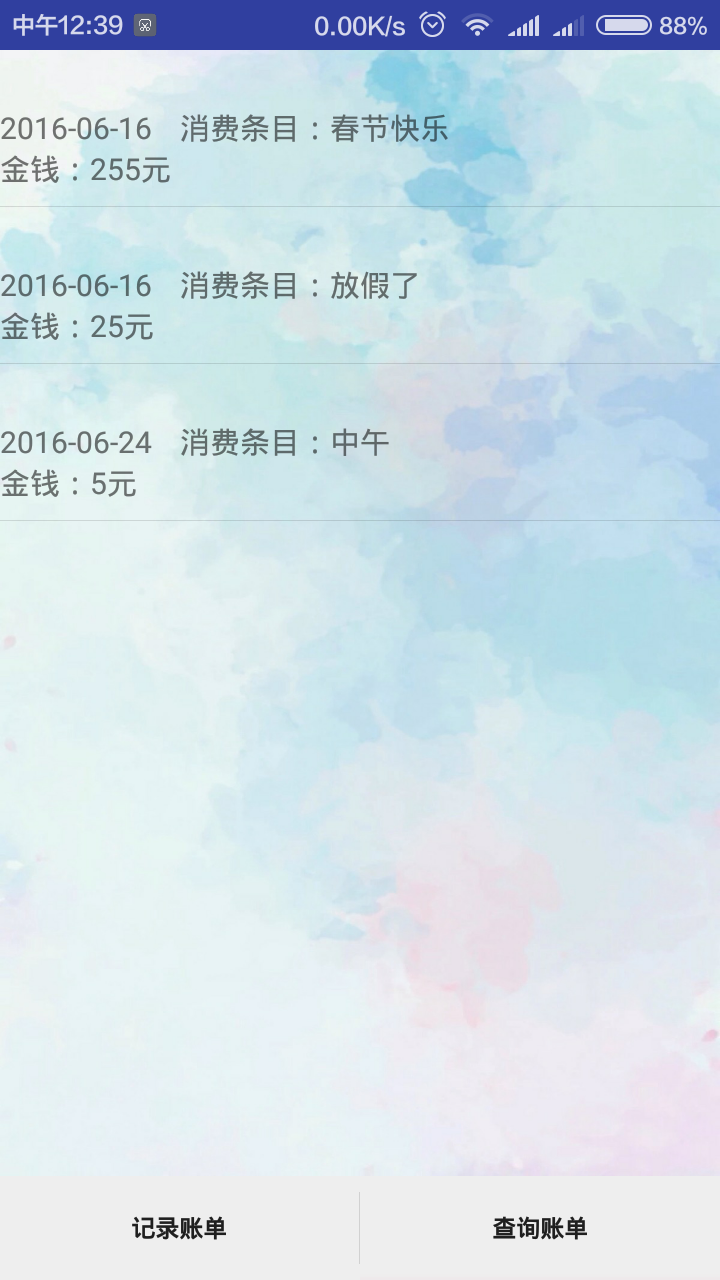 中午12:39 0.00K/s 88%
2016-06-16 消费条目：春节快乐
金钱：255元
2016-06-16 消费条目：放假了
金钱：25元
2016-06-24 消费条目：中午
金钱：5元
记录账单 查询账单